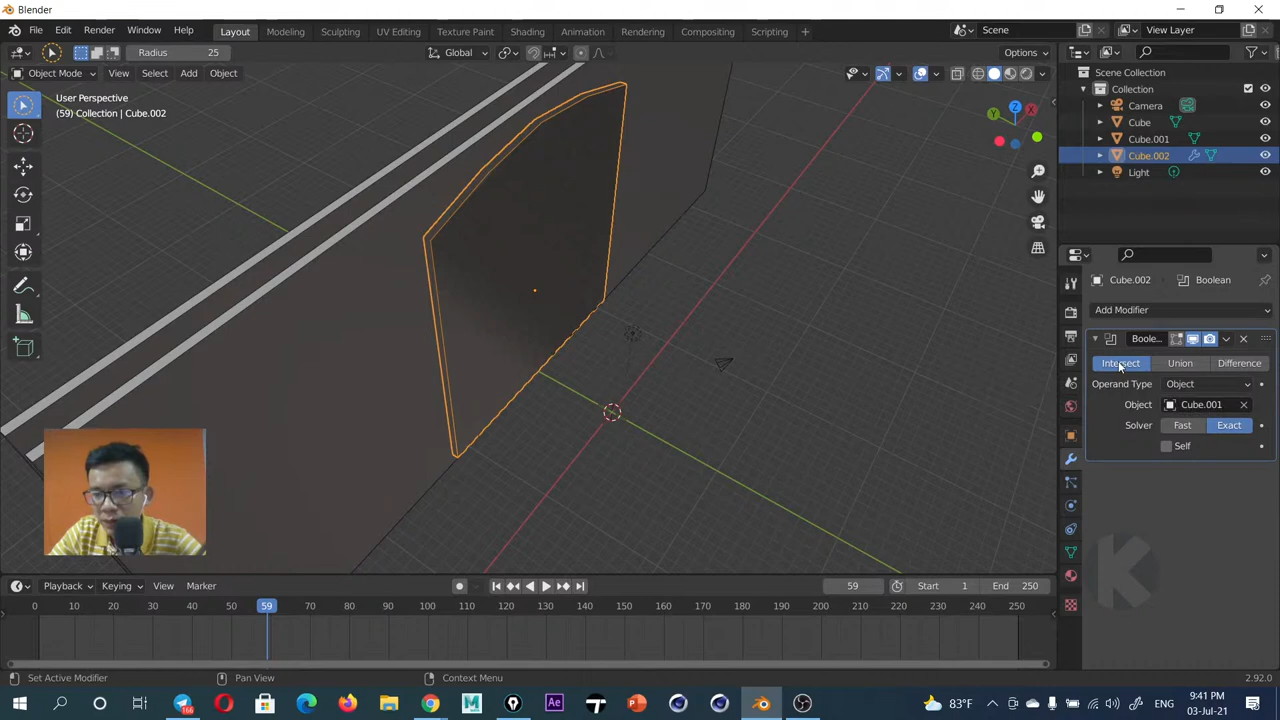 Blender
File Edit Render Window Help Layout Modeling Sculpting UV Editing Texture Paint Shading Animation Rendering Compositing Scripting + Scene View Layer
Radius 25 Global Options
Object Mode View Select Add Object
Scene Collection
Collection
Camera
Cube
Cube.001
Cube.002
Light
User Perspective
(59) Collection | Cube.002
X
Y
Z
Cube.002 Boolean
Add Modifier
Boole...
Intersect Union Difference
Operand Type Object
Object Cube.001
Solver Fast Exact
Self
K
Playback Keying View Marker 59 Start 1 End 250
0 10 20 30 40 50 59 70 80 90 100 110 120 130 140 150 160 170 180 190 200 210 220 230 240 250
Set Active Modifier Pan View Context Menu 2.92.0
166 Ae 83°F 9:41 PM
03-Jul-21